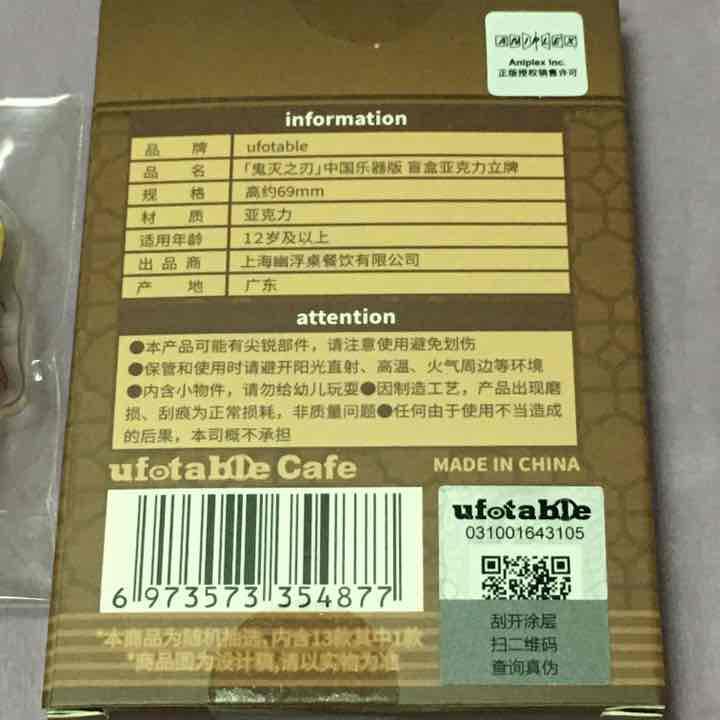 ANIPLEX
Aniplex Inc.
正版授权销售许可
information
品 牌 ufotable
品 名 「鬼灭之刃」中国乐器版 盲盒亚克力立牌
规 格 高约69mm
材 质 亚克力
适用年龄 12岁及以上
出 品 商 上海幽浮桌餐饮有限公司
产 地 广东
attention
●本产品可能有尖锐部件，请注意使用避免划伤
●保管和使用时请避开阳光直射、高温、火气周边等环境
●内含小物件，请勿给幼儿玩耍●因制造工艺，产品出现磨
损、刮痕为正常损耗，非质量问题●任何由于使用不当造成
的后果，本司概不承担
ufotable Cafe MADE IN CHINA
ufotable
031001643105
6 973573 354877
刮开涂层
扫二维码
查询真伪
*本商品为随机抽选，内含13款其中1款
*商品图为设计稿，请以实物为准